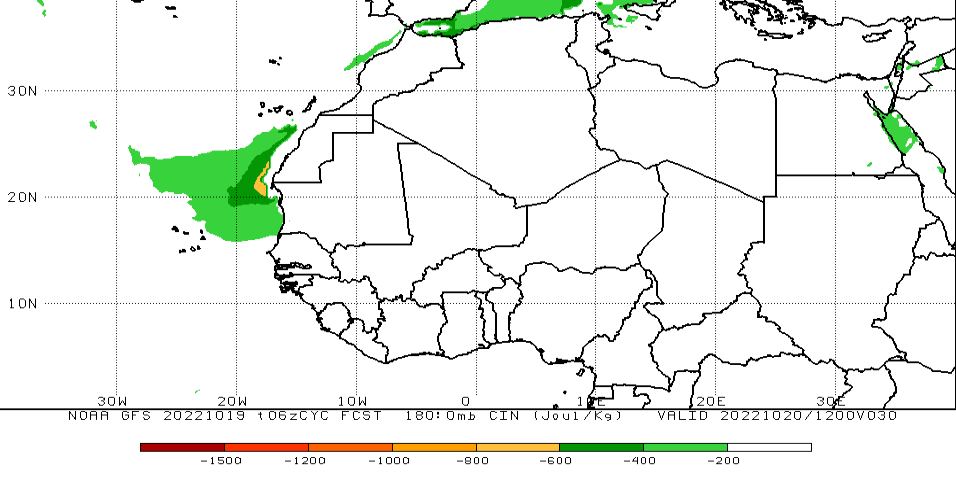 30N
20N
10N
30W 20W 10W 0 10E 20E 30E
NOAA GFS 20221019 t06zCYC FCST 180:0mb CIN (Joul/Kg) VALID 20221020/1200V030
-1500 -1200 -1000 -800 -600 -400 -200